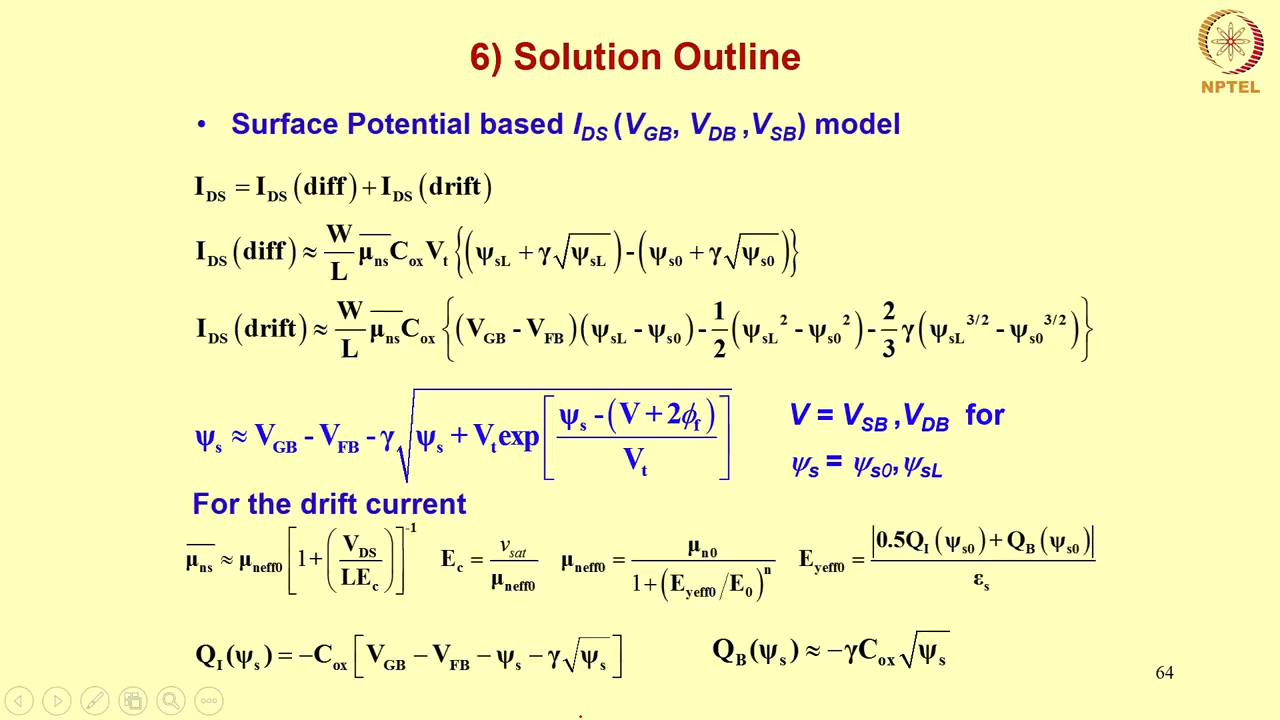 6) Solution Outline
NPTEL
• Surface Potential based I_DS (V_GB, V_DB ,V_SB) model
I_DS = I_DS (diff) + I_DS (drift)
I_DS (diff) ≈ W/L μ̅_ns C_ox V_t {(ψ_sL + γ√ψ_sL) - (ψ_s0 + γ√ψ_s0)}
I_DS (drift) ≈ W/L μ̅_ns C_ox {(V_GB - V_FB)(ψ_sL - ψ_s0) - 1/2 (ψ_sL² - ψ_s0²) - 2/3 γ(ψ_sL^3/2 - ψ_s0^3/2)}
ψ_s ≈ V_GB - V_FB - γ√(ψ_s + V_t exp[(ψ_s - (V + 2ϕ_f))/V_t])
V = V_SB ,V_DB for
ψ_s = ψ_s0, ψ_sL
For the drift current
μ̅_ns ≈ μ_neff0 [1 + (V_DS/LE_c)]^-1 E_c = v_sat/μ_neff0 μ_neff0 = μ_n0/(1 + (E_yeff0/E_0)^n) E_yeff0 = |0.5Q_I(ψ_s0) + Q_B(ψ_s0)|/ε_s
Q_I(ψ_s) = −C_ox [V_GB − V_FB − ψ_s − γ√ψ_s] Q_B(ψ_s) ≈ −γC_ox√ψ_s
64